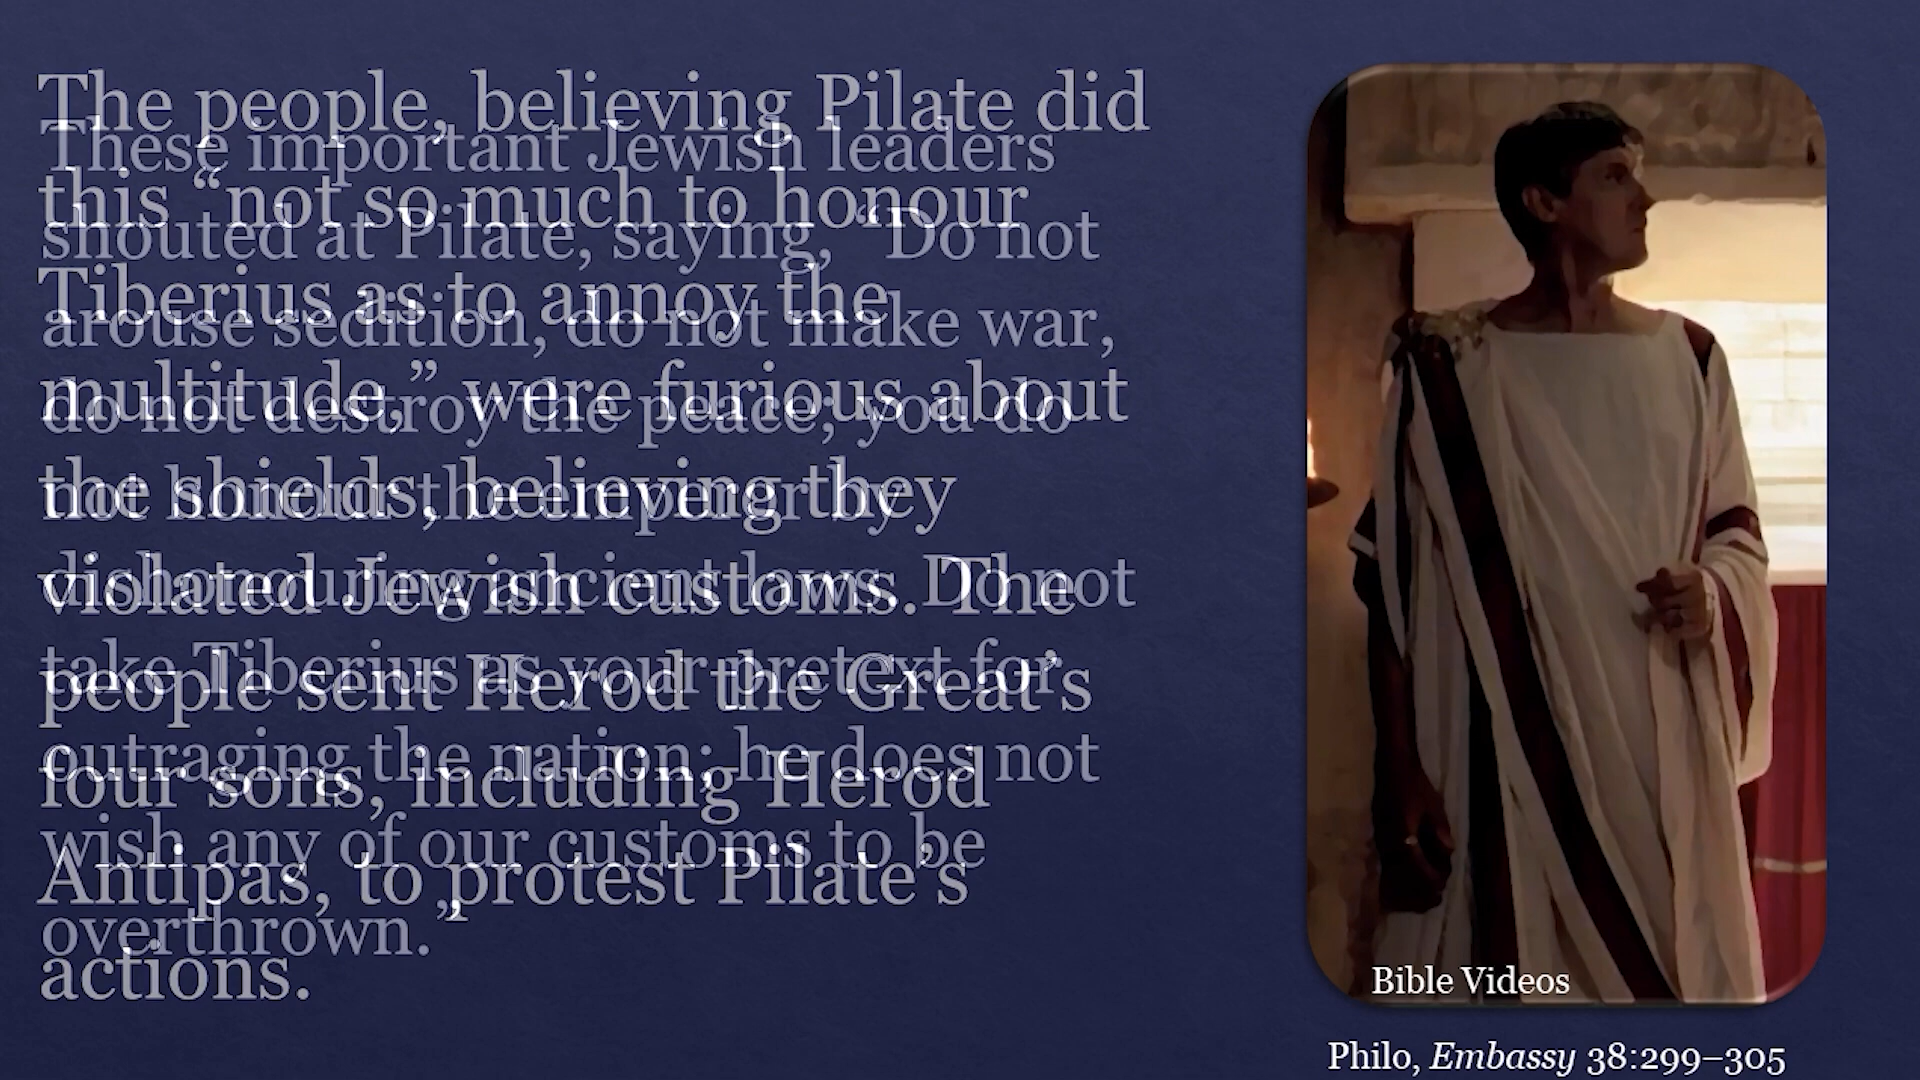 The people, believing Pilate did
this “not so much to honour
Tiberius as to annoy the
multitude,” were furious about
the shields, believing they
violated Jewish customs. The
people sent Herod the Great’s
four sons, including Herod
Antipas, to protest Pilate’s
actions.
These important Jewish leaders
shouted at Pilate, saying, “Do not
arouse sedition, do not make war,
do not destroy the peace; you do
not honour the emperor by
dishonouring ancient laws. Do not
take Tiberius as your pretext for
outraging the nation; he does not
wish any of our customs to be
overthrown.”
Bible Videos
Philo, Embassy 38:299–305